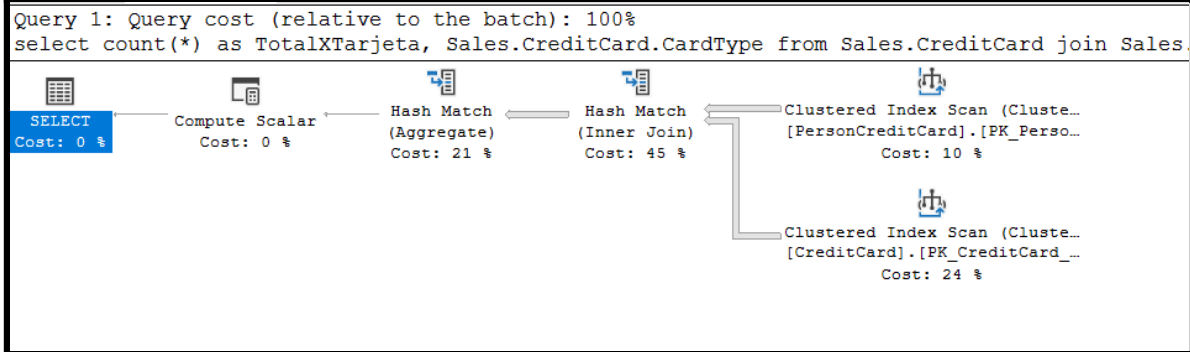 Query 1: Query cost (relative to the batch): 100%
select count(*) as TotalXTarjeta, Sales.CreditCard.CardType from Sales.CreditCard join Sales.
SELECT
Cost: 0 %
Compute Scalar
Cost: 0 %
Hash Match
(Aggregate)
Cost: 21 %
Hash Match
(Inner Join)
Cost: 45 %
Clustered Index Scan (Cluste…
[PersonCreditCard].[PK_Perso…
Cost: 10 %
Clustered Index Scan (Cluste…
[CreditCard].[PK_CreditCard_…
Cost: 24 %